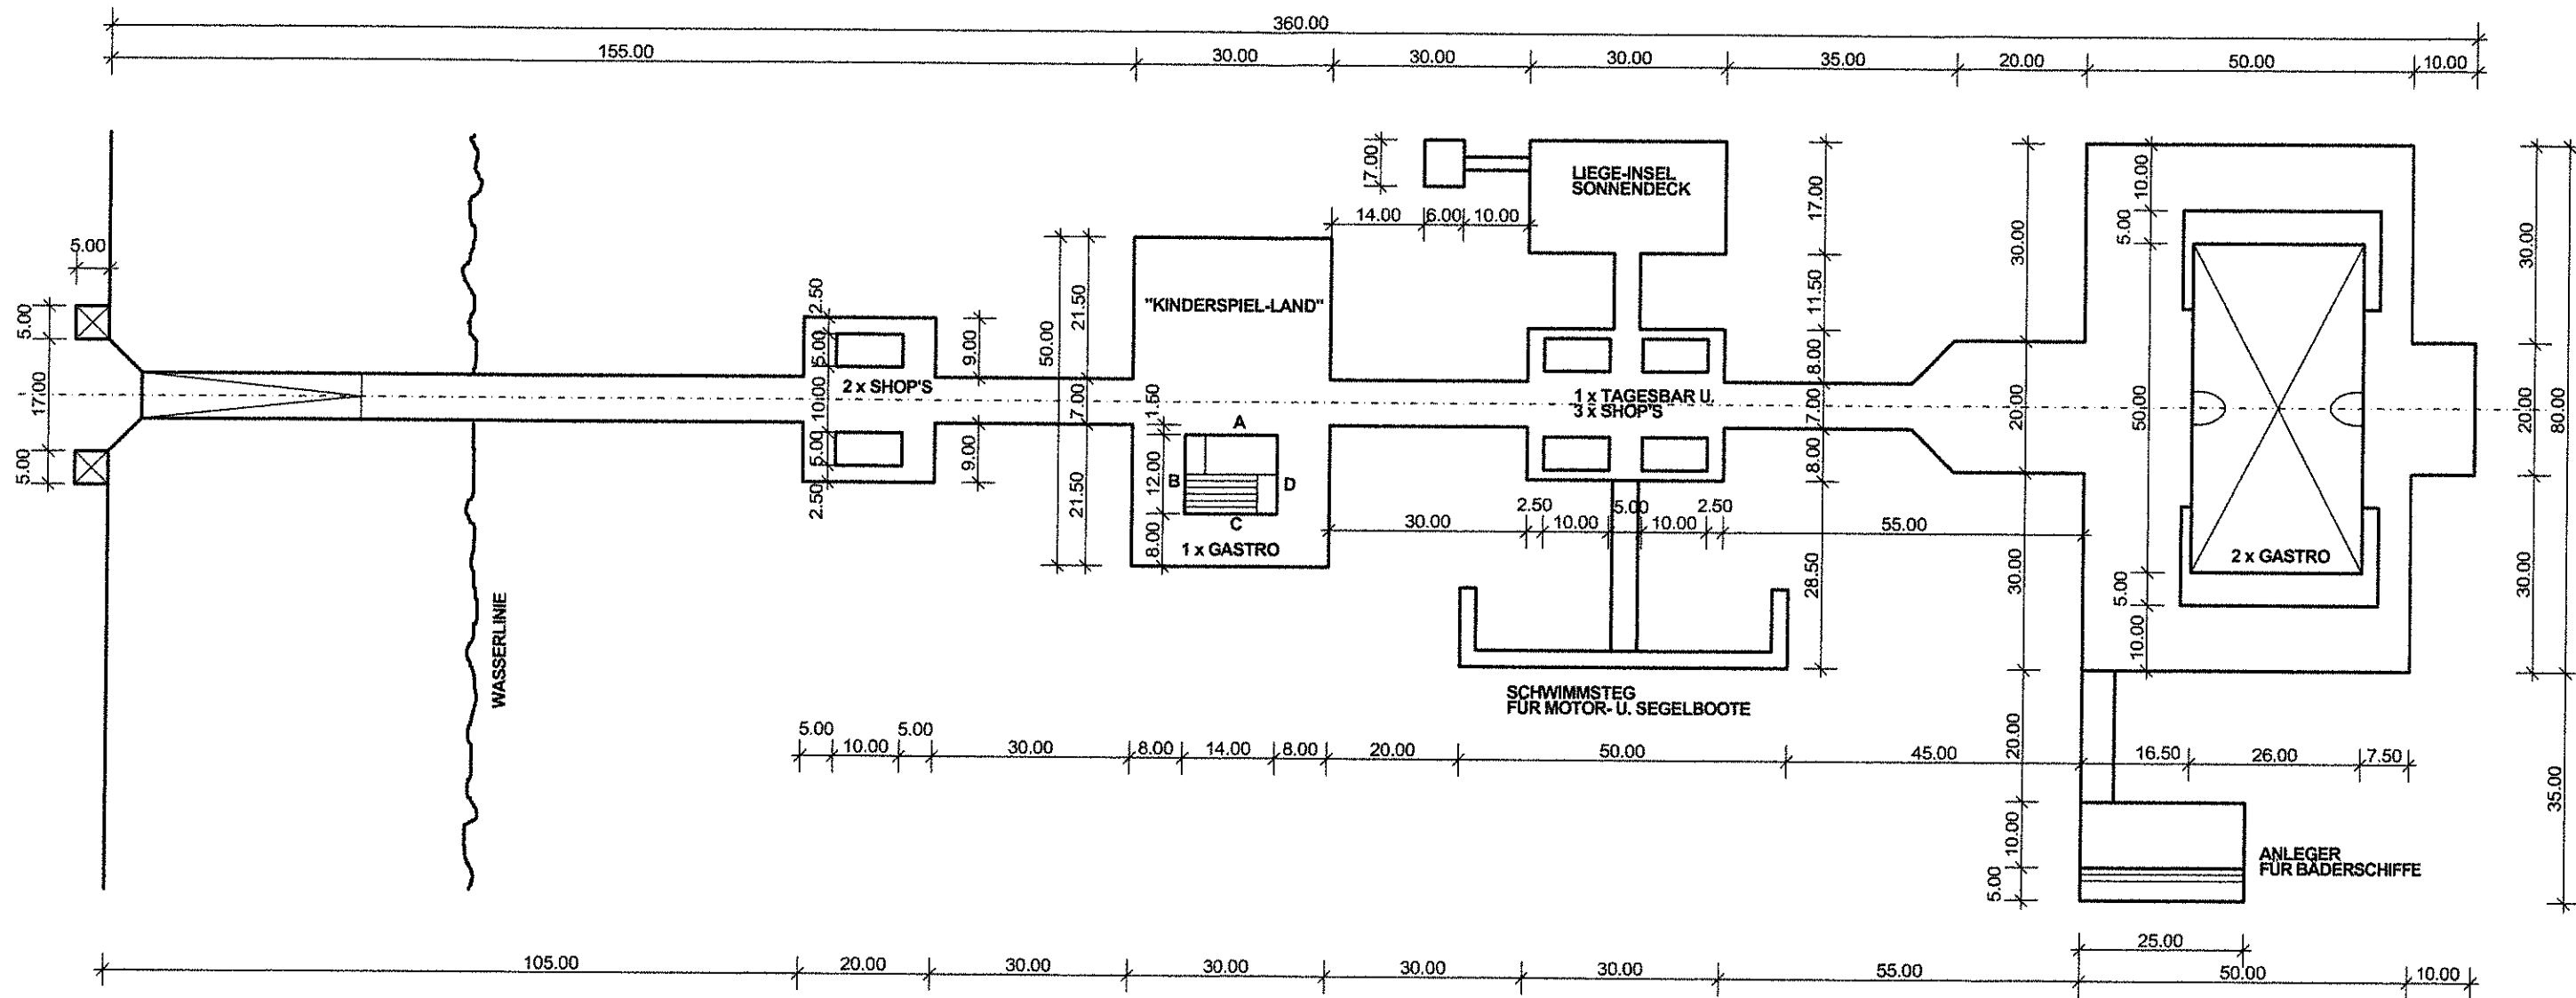 360.00
155.00 30.00 30.00 30.00 35.00 20.00 50.00 10.00
7.00
LIEGE-INSEL
SONNENDECK
17.00
30.00
10.00
30.00
14.00 6.00 10.00
5.00
5.00
2.50
21.50
"KINDERSPIEL-LAND"
11.50
5.00
5.00
9.00
50.00
8.00
2 x SHOP'S
17.00
10.00
7.00
1.50
1 x TAGESBAR U.
3 x SHOP'S
7.00
20.00
50.00
20.00
80.00
A
5.00
5.00
9.00
12.00
B
D
C
8.00
2.50
21.50
8.00
1 x GASTRO
30.00 2.50 10.00 5.00 10.00 2.50 55.00
28.50
30.00
2 x GASTRO
5.00
30.00
WASSERLINIE
10.00
SCHWIMMSTEG
FÜR MOTOR- U. SEGELBOOTE
5.00 10.00 5.00 30.00 8.00 14.00 8.00 20.00 50.00 45.00 16.50 26.00 7.50
20.00
35.00
10.00
5.00
ANLEGER
FÜR BÄDERSCHIFFE
25.00
105.00 20.00 30.00 30.00 30.00 30.00 55.00 50.00 10.00